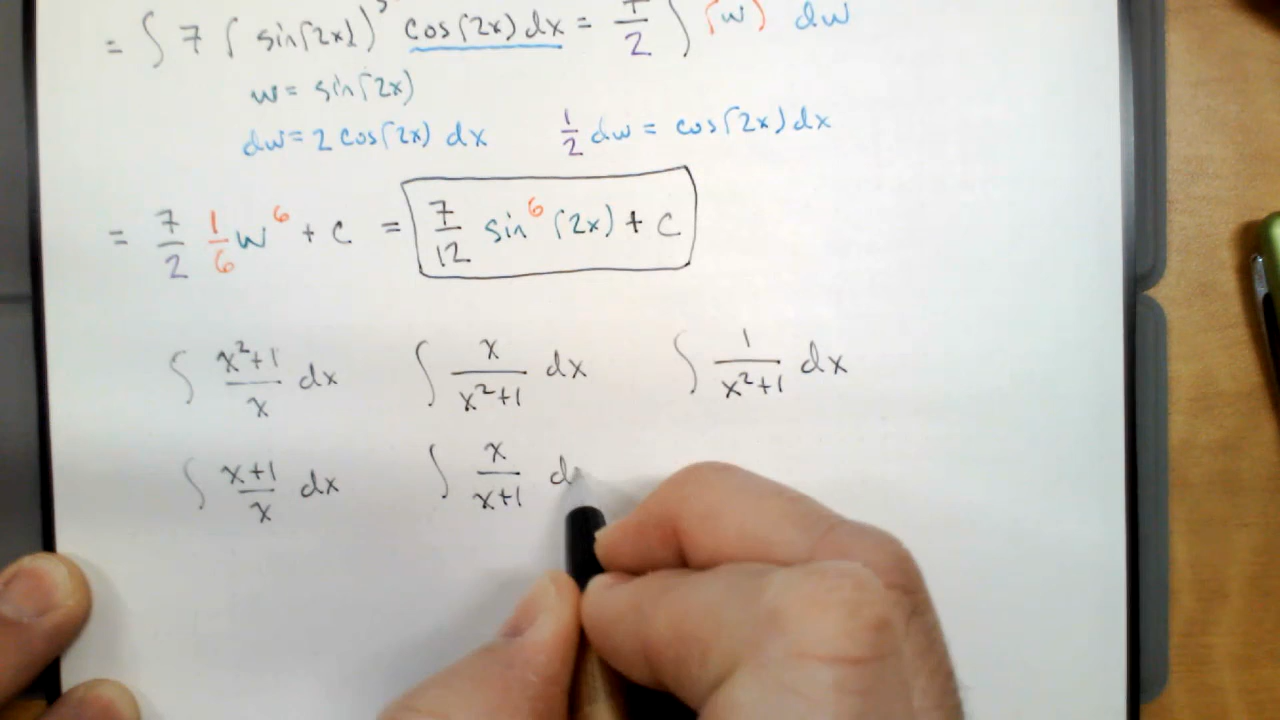 = ∫ 7 (sin(2x))⁵ cos(2x) dx = 7/2 ∫ (w) dw
w = sin(2x)
dw = 2 cos(2x) dx    1/2 dw = cos(2x) dx
= 7/2 1/6 w⁶ + c = 7/12 sin⁶(2x) + c
∫ x²+1/x dx    ∫ x/x²+1 dx    ∫ 1/x²+1 dx
∫ x+1/x dx    ∫ x/x+1 d